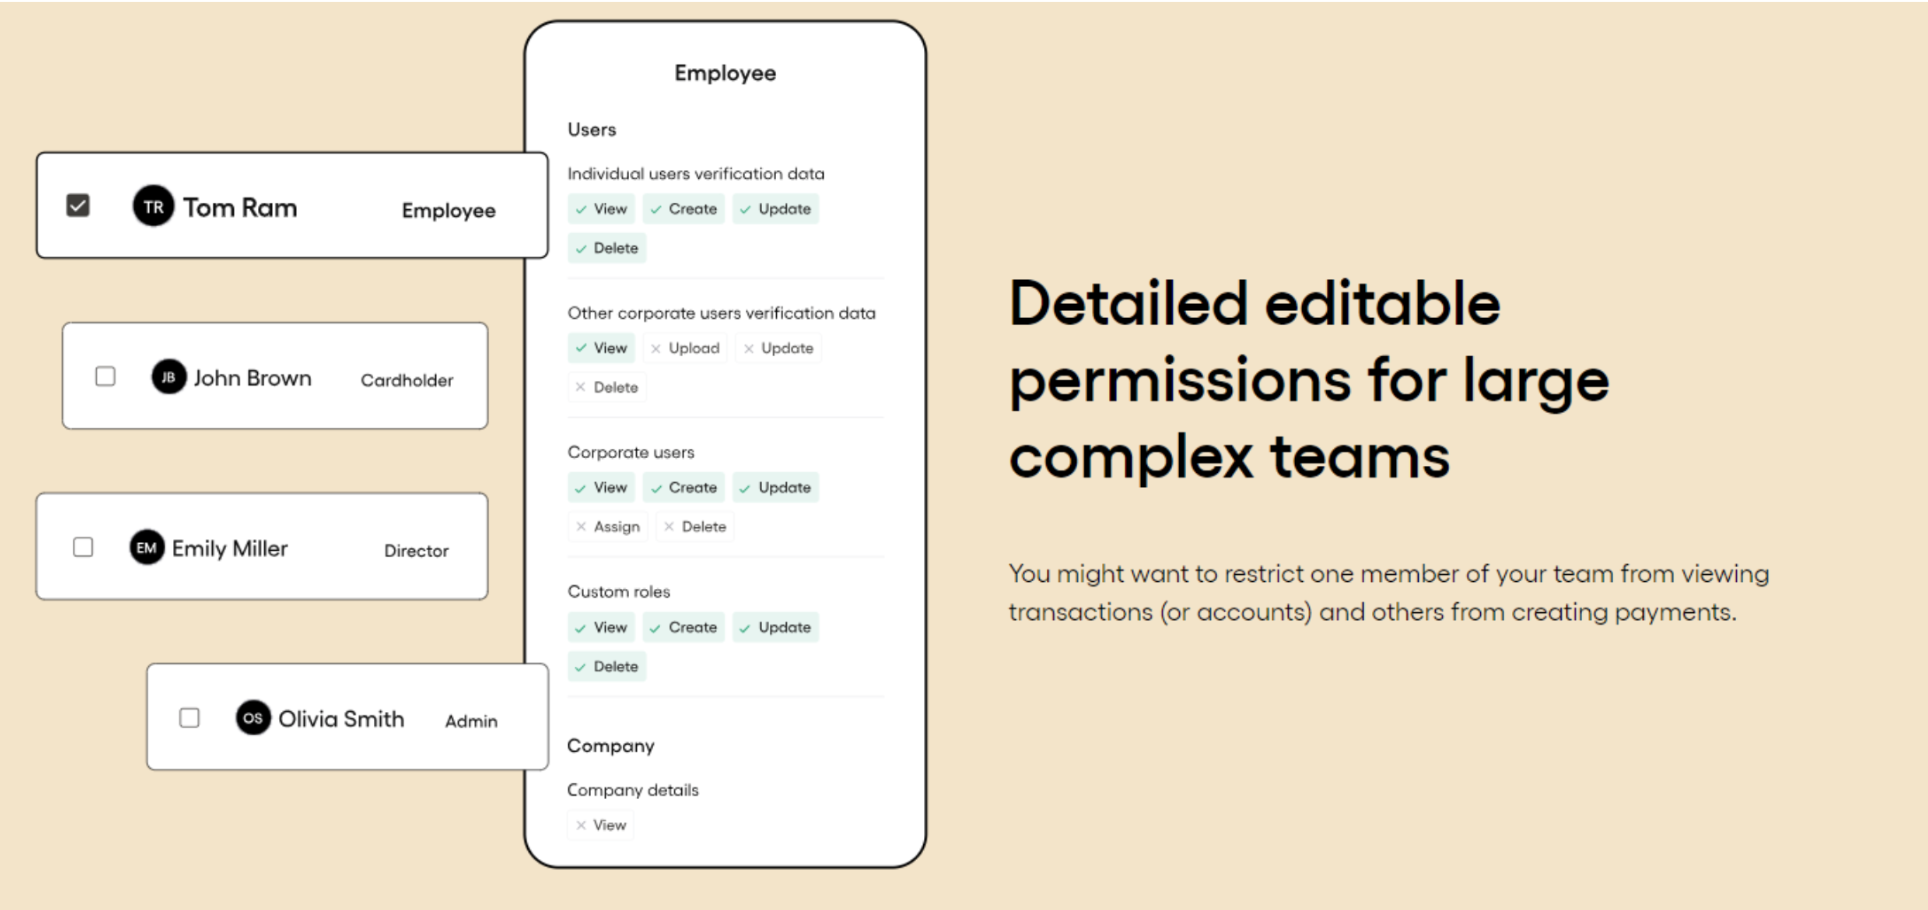 TR Tom Ram Employee
JB John Brown Cardholder
EM Emily Miller Director
OS Olivia Smith Admin
Employee
Users
Individual users verification data
View Create Update
Delete
Other corporate users verification data
View Upload Update
Delete
Corporate users
View Create Update
Assign Delete
Custom roles
View Create Update
Delete
Company
Company details
View
Detailed editable
permissions for large
complex teams
You might want to restrict one member of your team from viewing
transactions (or accounts) and others from creating payments.